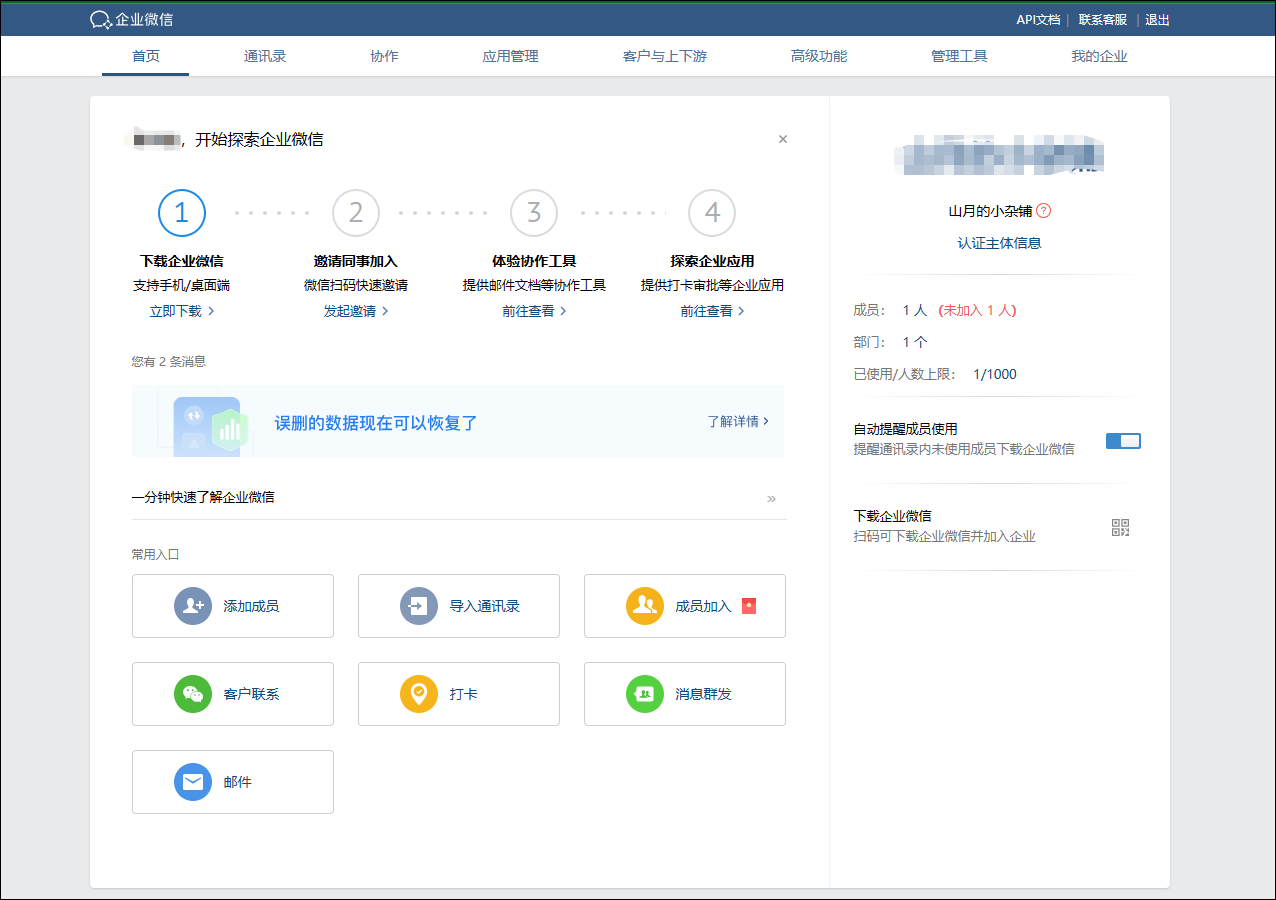 企业微信
API文档 | 联系客服 | 退出
首页 通讯录 协作 应用管理 客户与上下游 高级功能 管理工具 我的企业
，开始探索企业微信
×
1 2 3 4
下载企业微信 邀请同事加入 体验协作工具 探索企业应用
支持手机/桌面端 微信扫码快速邀请 提供邮件文档等协作工具 提供打卡审批等企业应用
立即下载 > 发起邀请 > 前往查看 > 前往查看 >
您有 2 条消息
误删的数据现在可以恢复了 了解详情 >
一分钟快速了解企业微信 »
常用入口
添加成员 导入通讯录 成员加入
客户联系 打卡 消息群发
邮件
山月的小杂铺 ?
认证主体信息
成员： 1 人 (未加入 1 人)
部门： 1 个
已使用/人数上限： 1/1000
自动提醒成员使用
提醒通讯录内未使用成员下载企业微信
下载企业微信
扫码可下载企业微信并加入企业